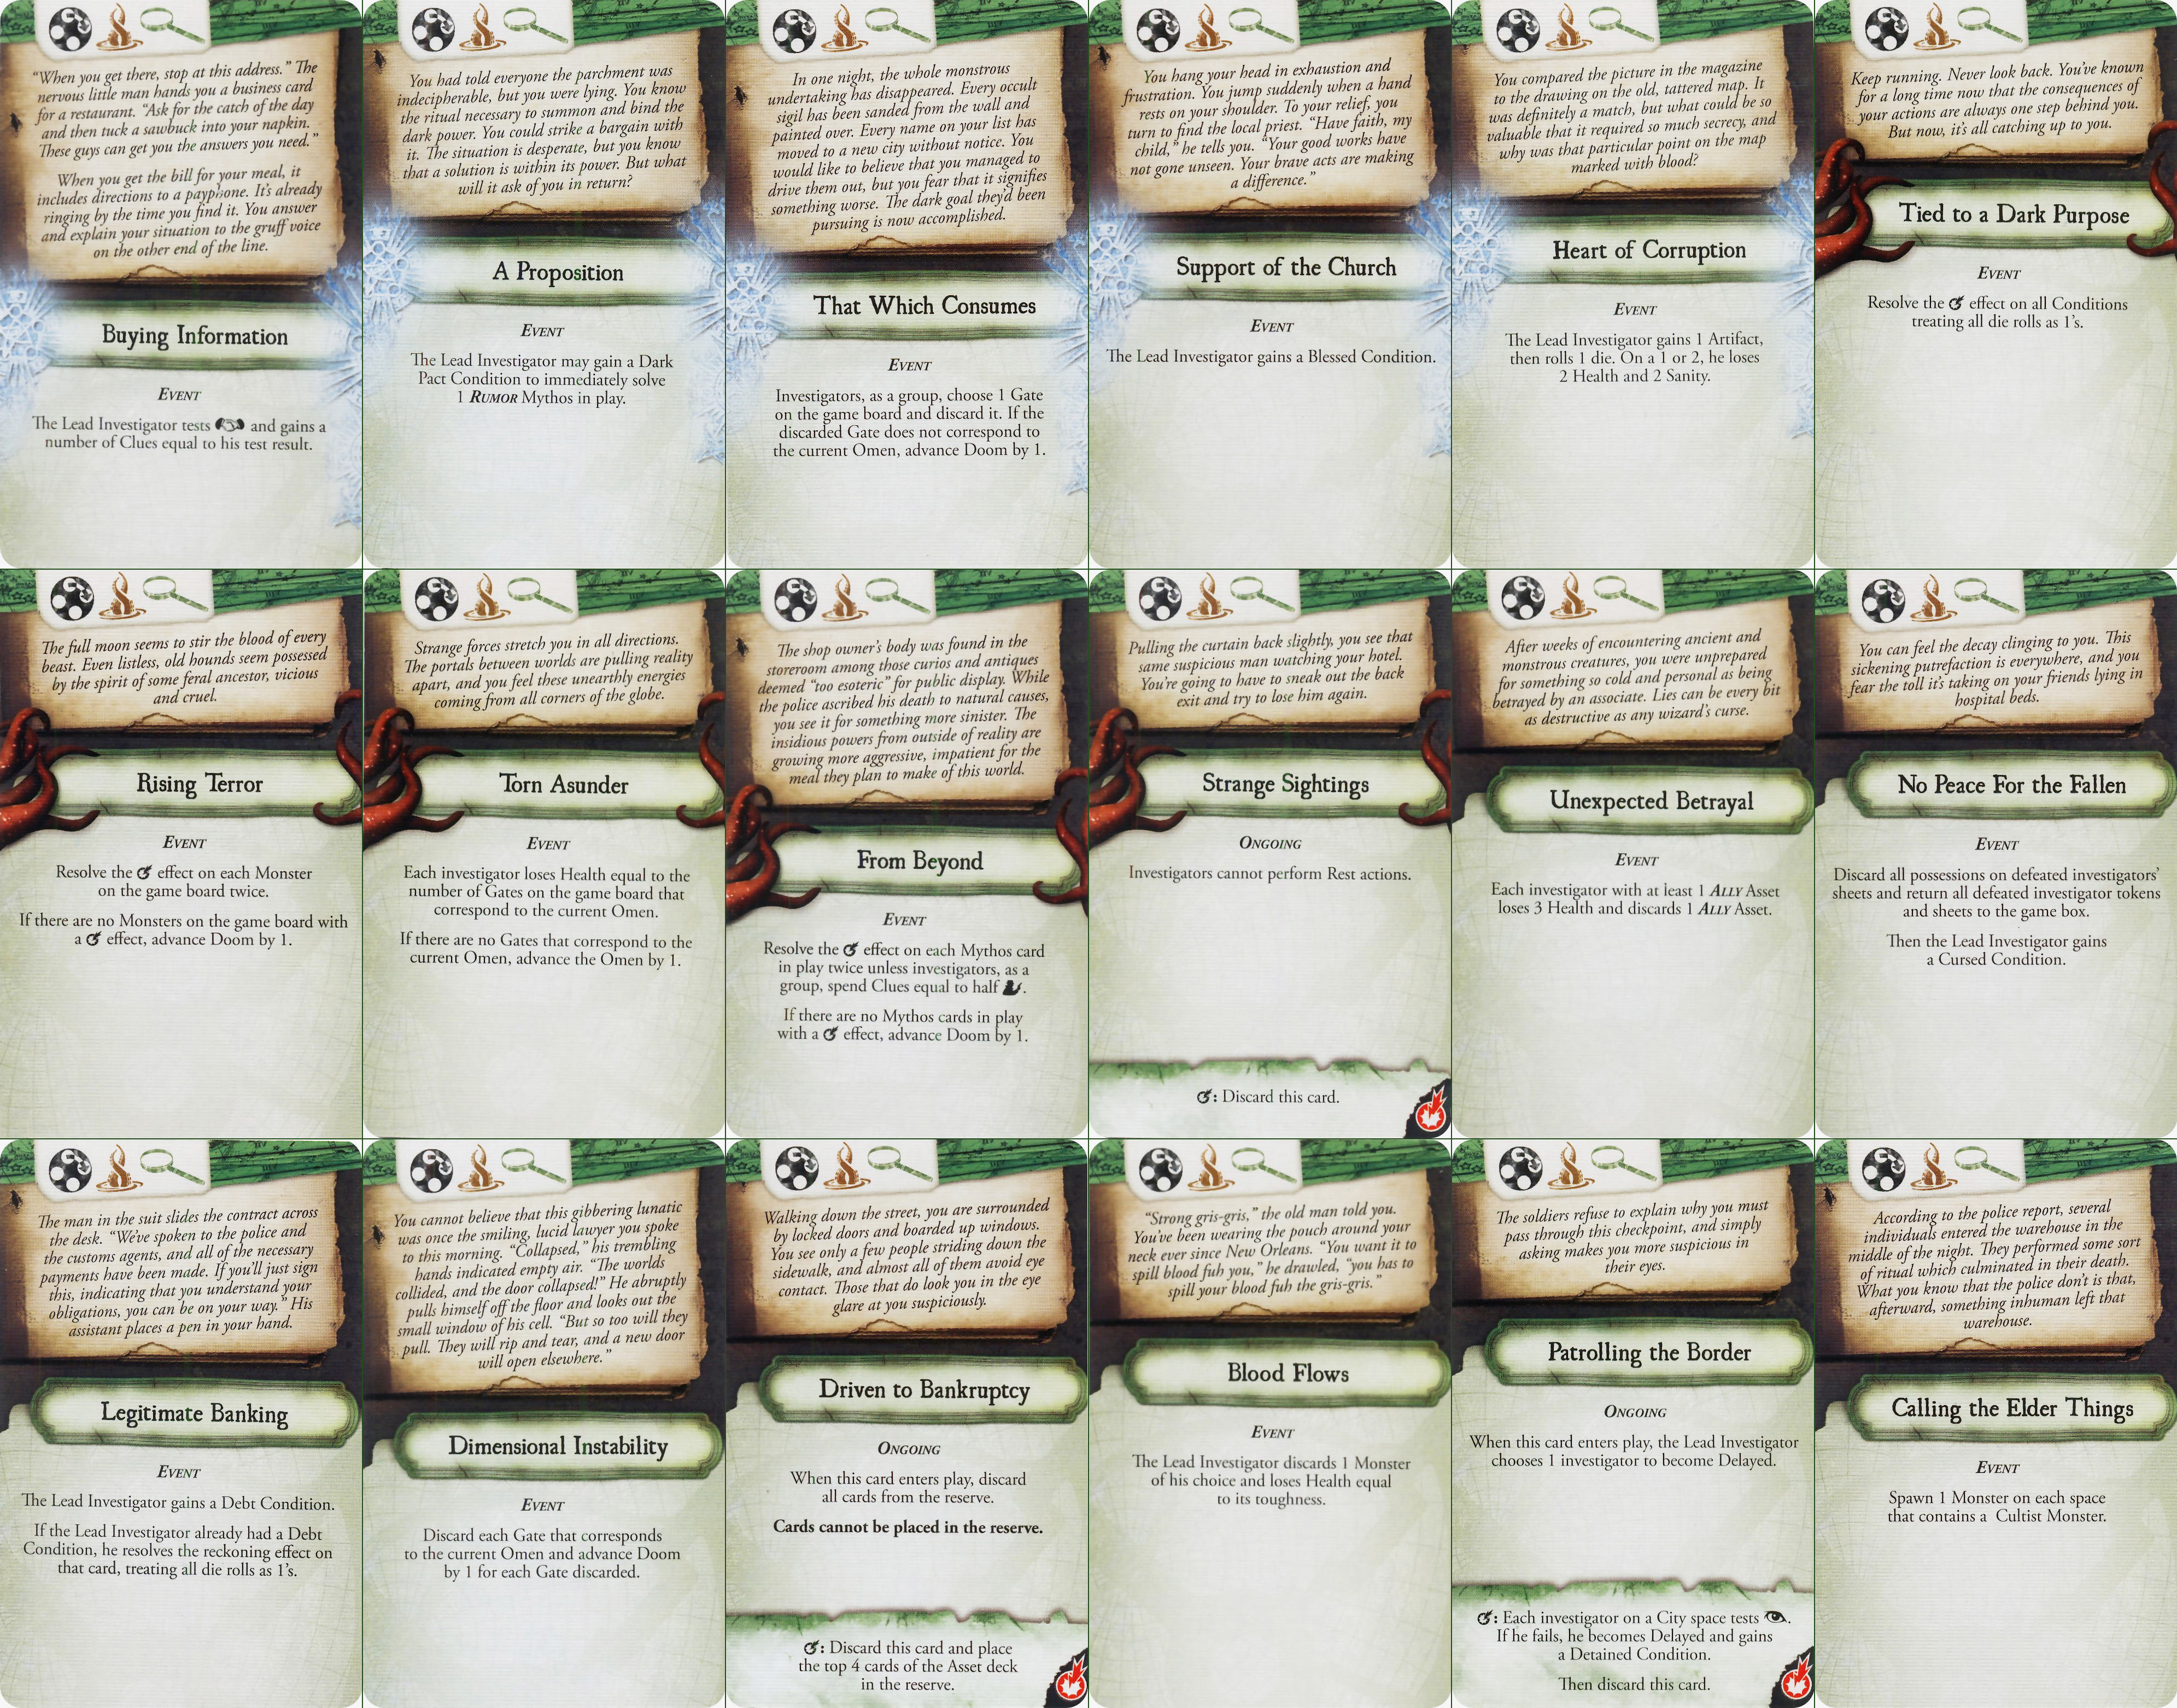 “When you get there, stop at this address.” The
nervous little man hands you a business card
for a restaurant. “Ask for the catch of the day
and then tuck a sawbuck into your napkin.
These guys can get you the answers you need.”
When you get the bill for your meal, it
includes directions to a payphone. It’s already
ringing by the time you find it. You answer
and explain your situation to the gruff voice
on the other end of the line.
Buying Information
Event
The Lead Investigator tests and gains a
number of Clues equal to his test result.
You had told everyone the parchment was
indecipherable, but you were lying. You know
the ritual necessary to summon and bind the
dark power. You could strike a bargain with
it. The situation is desperate, but you know
that a solution is within its power. But what
will it ask of you in return?
A Proposition
Event
The Lead Investigator may gain a Dark
Pact Condition to immediately solve
1 Rumor Mythos in play.
In one night, the whole monstrous
undertaking has disappeared. Every occult
sigil has been sanded from the wall and
painted over. Every name on your list has
moved to a new city without notice. You
would like to believe that you managed to
drive them out, but you fear that it signifies
something worse. The dark goal they’d been
pursuing is now accomplished.
That Which Consumes
Event
Investigators, as a group, choose 1 Gate
on the game board and discard it. If the
discarded Gate does not correspond to
the current Omen, advance Doom by 1.
You hang your head in exhaustion and
frustration. You jump suddenly when a hand
rests on your shoulder. To your relief, you
turn to find the local priest. “Have faith, my
child,” he tells you. “Your good works have
not gone unseen. Your brave acts are making
a difference.”
Support of the Church
Event
The Lead Investigator gains a Blessed Condition.
You compared the picture in the magazine
to the drawing on the old, tattered map. It
was definitely a match, but what could be so
valuable that it required so much secrecy, and
why was that particular point on the map
marked with blood?
Heart of Corruption
Event
The Lead Investigator gains 1 Artifact,
then rolls 1 die. On a 1 or 2, he loses
2 Health and 2 Sanity.
Keep running. Never look back. You’ve known
for a long time now that the consequences of
your actions are always one step behind you.
But now, it’s all catching up to you.
Tied to a Dark Purpose
Event
Resolve the effect on all Conditions
treating all die rolls as 1’s.
The full moon seems to stir the blood of every
beast. Even listless, old hounds seem possessed
by the spirit of some feral ancestor, vicious
and cruel.
Rising Terror
Event
Resolve the effect on each Monster
on the game board twice.
If there are no Monsters on the game board with
a effect, advance Doom by 1.
Strange forces stretch you in all directions.
The portals between worlds are pulling reality
apart, and you feel these unearthly energies
coming from all corners of the globe.
Torn Asunder
Event
Each investigator loses Health equal to the
number of Gates on the game board that
correspond to the current Omen.
If there are no Gates that correspond to the
current Omen, advance the Omen by 1.
The shop owner’s body was found in the
storeroom among those curios and antiques
deemed “too esoteric” for public display. While
the police ascribed his death to natural causes,
you see it for something more sinister. The
insidious powers from outside of reality are
growing more aggressive, impatient for the
meal they plan to make of this world.
From Beyond
Event
Resolve the effect on each Mythos card
in play twice unless investigators, as a
group, spend Clues equal to half .
If there are no Mythos cards in play
with a effect, advance Doom by 1.
Pulling the curtain back slightly, you see that
same suspicious man watching your hotel.
You’re going to have to sneak out the back
exit and try to lose him again.
Strange Sightings
Ongoing
Investigators cannot perform Rest actions.
: Discard this card.
After weeks of encountering ancient and
monstrous creatures, you were unprepared
for something so cold and personal as being
betrayed by an associate. Lies can be every bit
as destructive as any wizard’s curse.
Unexpected Betrayal
Event
Each investigator with at least 1 Ally Asset
loses 3 Health and discards 1 Ally Asset.
You can feel the decay clinging to you. This
sickening putrefaction is everywhere, and you
fear the toll it’s taking on your friends lying in
hospital beds.
No Peace For the Fallen
Event
Discard all possessions on defeated investigators’
sheets and return all defeated investigator tokens
and sheets to the game box.
Then the Lead Investigator gains
a Cursed Condition.
The man in the suit slides the contract across
the desk. “We’ve spoken to the police and
the customs agents, and all of the necessary
payments have been made. If you’ll just sign
this, indicating that you understand your
obligations, you can be on your way.” His
assistant places a pen in your hand.
Legitimate Banking
Event
The Lead Investigator gains a Debt Condition.
If the Lead Investigator already had a Debt
Condition, he resolves the reckoning effect on
that card, treating all die rolls as 1’s.
You cannot believe that this gibbering lunatic
was once the smiling, lucid lawyer you spoke
to this morning. “Collapsed,” his trembling
hands indicated empty air. “The worlds
collided, and the door collapsed!” He abruptly
pulls himself off the floor and looks out the
small window of his cell. “But so too will they
pull. They will rip and tear, and a new door
will open elsewhere.”
Dimensional Instability
Event
Discard each Gate that corresponds
to the current Omen and advance Doom
by 1 for each Gate discarded.
Walking down the street, you are surrounded
by locked doors and boarded up windows.
You see only a few people striding down the
sidewalk, and almost all of them avoid eye
contact. Those that do look you in the eye
glare at you suspiciously.
Driven to Bankruptcy
Ongoing
When this card enters play, discard
all cards from the reserve.
Cards cannot be placed in the reserve.
: Discard this card and place
the top 4 cards of the Asset deck
in the reserve.
“Strong gris-gris,” the old man told you.
You’ve been wearing the pouch around your
neck ever since New Orleans. “You want it to
spill blood fuh you,” he drawled, “you has to
spill your blood fuh the gris-gris.”
Blood Flows
Event
The Lead Investigator discards 1 Monster
of his choice and loses Health equal
to its toughness.
The soldiers refuse to explain why you must
pass through this checkpoint, and simply
asking makes you more suspicious in
their eyes.
Patrolling the Border
Ongoing
When this card enters play, the Lead Investigator
chooses 1 investigator to become Delayed.
: Each investigator on a City space tests .
If he fails, he becomes Delayed and gains
a Detained Condition.
Then discard this card.
According to the police report, several
individuals entered the warehouse in the
middle of the night. They performed some sort
of ritual which culminated in their death.
What you know that the police don’t is that,
afterward, something inhuman left that
warehouse.
Calling the Elder Things
Event
Spawn 1 Monster on each space
that contains a Cultist Monster.